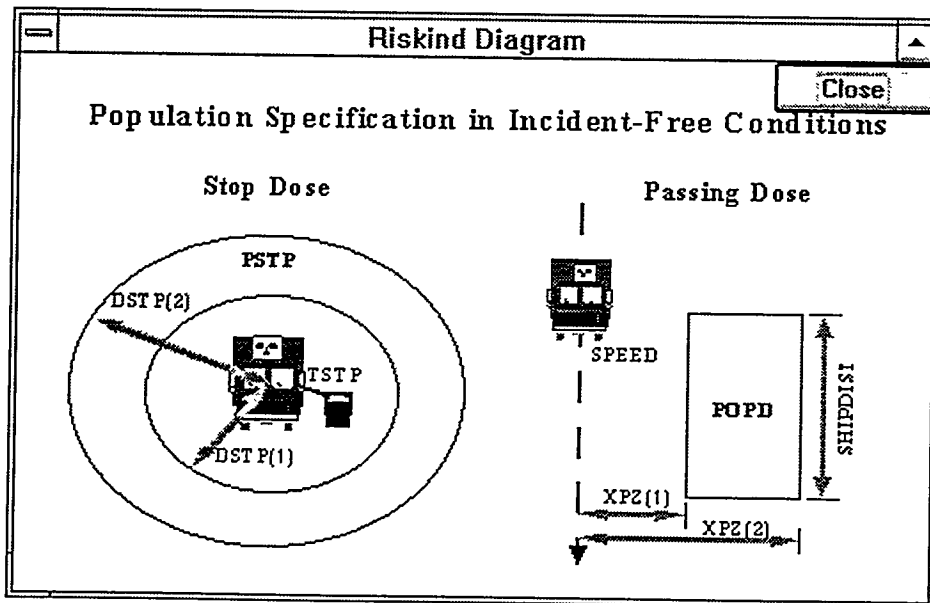 Riskind Diagram
Close
Population Specification in Incident-Free Conditions
Stop Dose
Passing Dose
PSTP
DSTP(2)
TSTP
DSTP(1)
SPEED
POPD
SHIPDIST
XPZ(1)
XPZ(2)